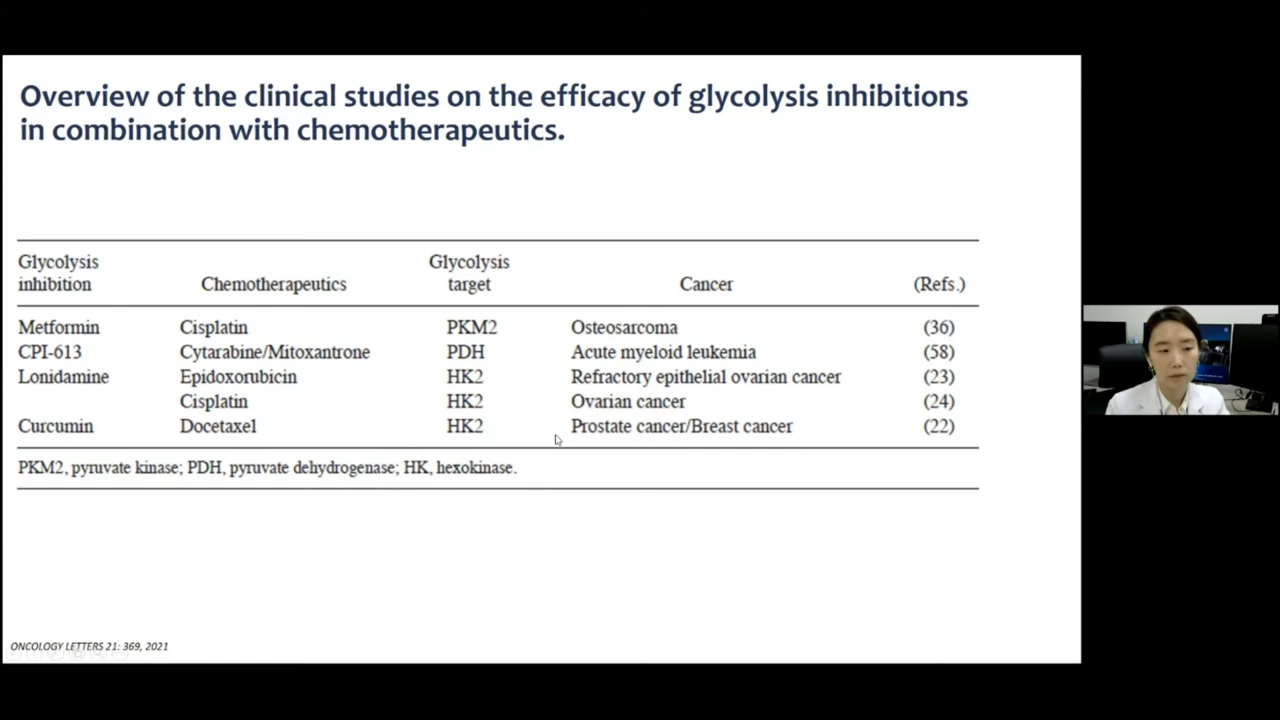 Overview of the clinical studies on the efficacy of glycolysis inhibitions
in combination with chemotherapeutics.
Glycolysis inhibition Chemotherapeutics Glycolysis target Cancer (Refs.)
Metformin Cisplatin PKM2 Osteosarcoma (36)
CPI-613 Cytarabine/Mitoxantrone PDH Acute myeloid leukemia (58)
Lonidamine Epidoxorubicin HK2 Refractory epithelial ovarian cancer (23)
Cisplatin HK2 Ovarian cancer (24)
Curcumin Docetaxel HK2 Prostate cancer/Breast cancer (22)
PKM2, pyruvate kinase; PDH, pyruvate dehydrogenase; HK, hexokinase.
ONCOLOGY LETTERS 21: 369, 2021